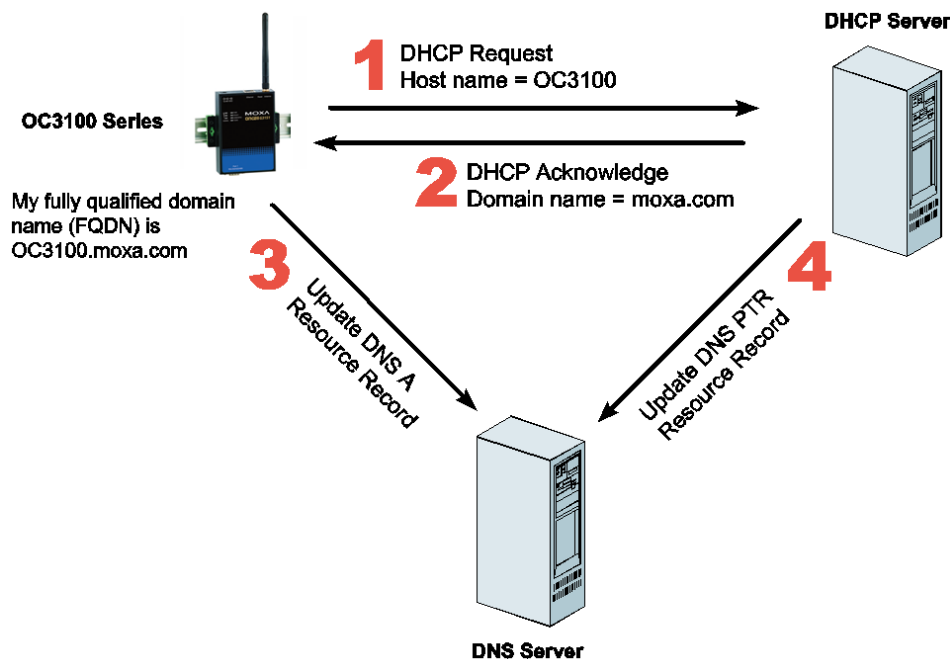 DHCP Server
1 DHCP Request
Host name = OC3100
OC3100 Series
MOXA
2 DHCP Acknowledge
Domain name = moxa.com
My fully qualified domain
name (FQDN) is
OC3100.moxa.com
3
Update DNS A
Resource Record
4
Update DNS PTR
Resource Record
DNS Server